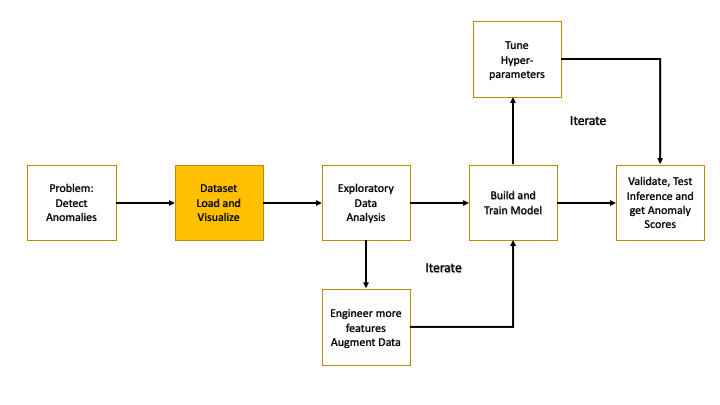 Tune
Hyper-
parameters
Iterate
Problem:
Detect
Anomalies
Dataset
Load and
Visualize
Exploratory
Data
Analysis
Build and
Train Model
Validate, Test
Inference and
get Anomaly
Scores
Iterate
Engineer more
features
Augment Data